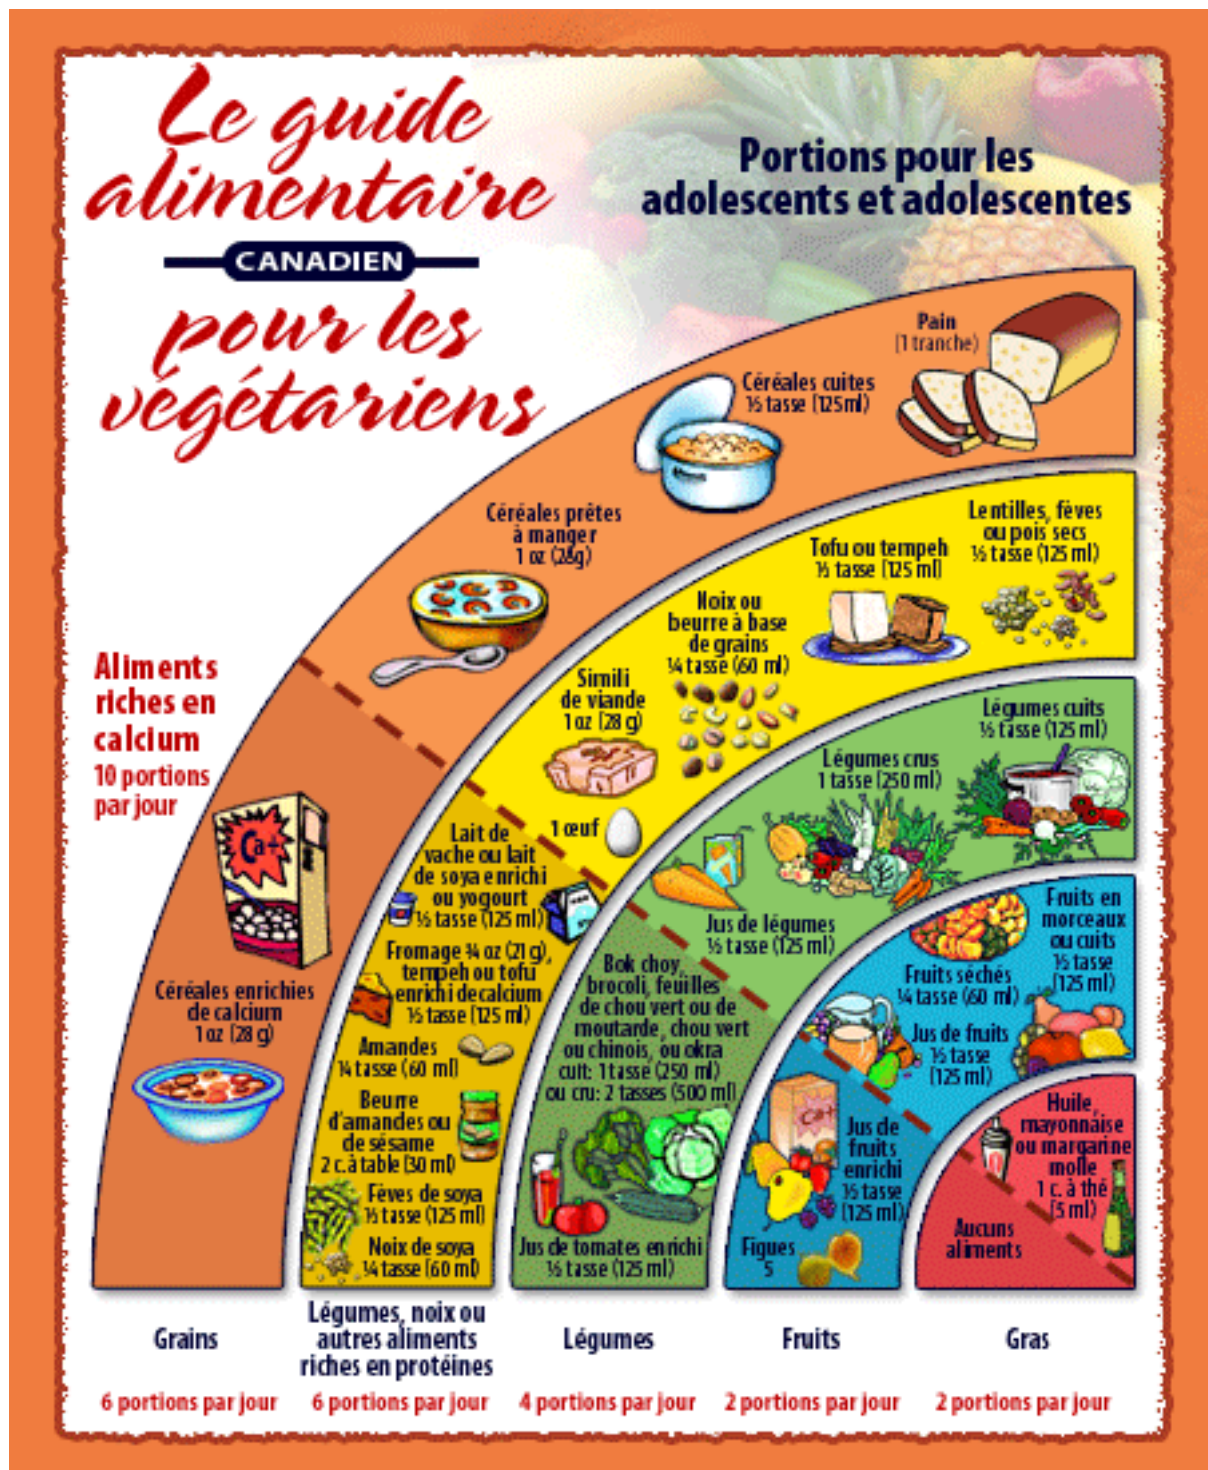 Le guide
alimentaire
CANADIEN
pour les
végétariens
Portions pour les
adolescents et adolescentes
Pain
(1 tranche)
Céréales cuites
½ tasse (125ml)
Céréales prêtes
à manger
1 oz (28g)
Lentilles, fèves
ou pois secs
½ tasse (125 ml)
Tofu ou tempeh
½ tasse (125 ml)
Noix ou
beurre à base
de grains
¼ tasse (60 ml)
Simili
de viande
1 oz (28 g)
1 œuf
Légumes cuits
½ tasse (125 ml)
Légumes crus
1 tasse (250 ml)
Jus de légumes
½ tasse (125 ml)
Fruits en
morceaux
ou cuits
½ tasse
(125 ml)
Fruits séchés
¼ tasse (60 ml)
Jus de fruits
½ tasse
(125 ml)
Huile,
mayonnaise
ou margarine
molle
1 c. à thé
(5 ml)
Aliments
riches en
calcium
10 portions
par jour
Ca+
Céréales enrichies
de calcium
1 oz (28 g)
Lait de
vache ou lait
de soya enrichi
ou yogourt
½ tasse (125 ml)
Fromage ¾ oz (21 g),
tempeh ou tofu
enrichi de calcium
½ tasse (125 ml)
Amandes
¼ tasse (60 ml)
Beurre
d'amandes ou
de sésame
2 c. à table (30 ml)
Fèves de soya
½ tasse (125 ml)
Noix de soya
¼ tasse (60 ml)
Bok choy,
brocoli, feuilles
de chou vert ou de
moutarde, chou vert
ou chinois, ou okra
cuit: 1 tasse (250 ml)
ou cru: 2 tasses (500 ml)
Jus de tomates enrichi
½ tasse (125 ml)
Ca+
Jus de
fruits
enrichi
½ tasse
(125 ml)
Figues
5
Aucuns
aliments
Grains
6 portions par jour
Légumes, noix ou
autres aliments
riches en protéines
6 portions par jour
Légumes
4 portions par jour
Fruits
2 portions par jour
Gras
2 portions par jour